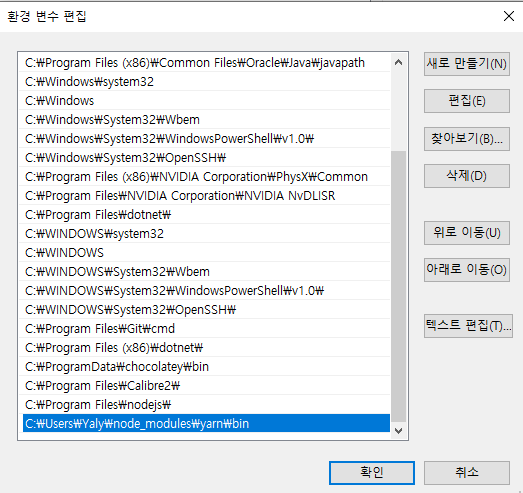 환경 변수 편집
C:₩Program Files (x86)₩Common Files₩Oracle₩Java₩javapath
C:₩Windows₩system32
C:₩Windows
C:₩Windows₩System32₩Wbem
C:₩Windows₩System32₩WindowsPowerShell₩v1.0₩
C:₩Windows₩System32₩OpenSSH₩
C:₩Program Files (x86)₩NVIDIA Corporation₩PhysX₩Common
C:₩Program Files₩NVIDIA Corporation₩NVIDIA NvDLISR
C:₩Program Files₩dotnet₩
C:₩WINDOWS₩system32
C:₩WINDOWS
C:₩WINDOWS₩System32₩Wbem
C:₩WINDOWS₩System32₩WindowsPowerShell₩v1.0₩
C:₩WINDOWS₩System32₩OpenSSH₩
C:₩Program Files₩Git₩cmd
C:₩Program Files (x86)₩dotnet₩
C:₩ProgramData₩chocolatey₩bin
C:₩Program Files₩Calibre2₩
C:₩Program Files₩nodejs₩
C:₩Users₩Yaly₩node_modules₩yarn₩bin
새로 만들기(N)
편집(E)
찾아보기(B)...
삭제(D)
위로 이동(U)
아래로 이동(O)
텍스트 편집(T)...
확인
취소